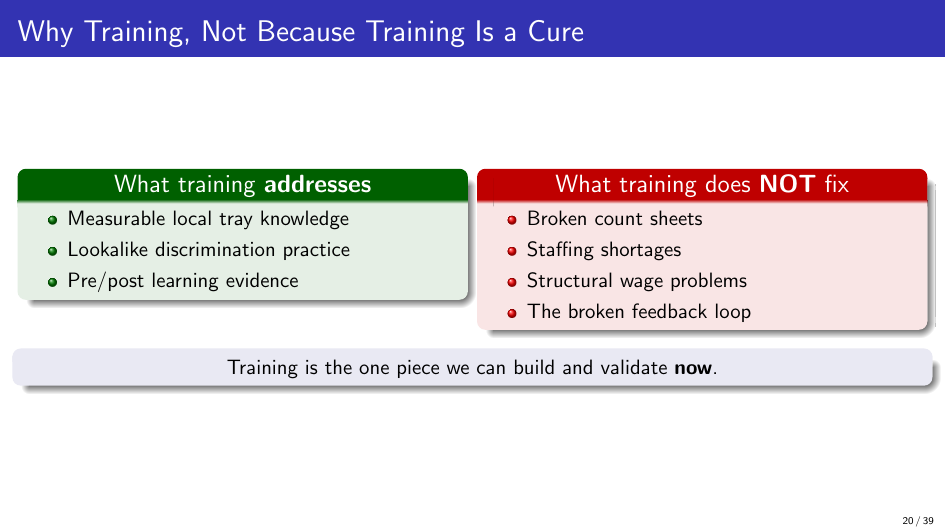 Why Training, Not Because Training Is a Cure
What training addresses
Measurable local tray knowledge
Lookalike discrimination practice
Pre/post learning evidence
What training does NOT fix
Broken count sheets
Staffing shortages
Structural wage problems
The broken feedback loop
Training is the one piece we can build and validate now.
20 / 39